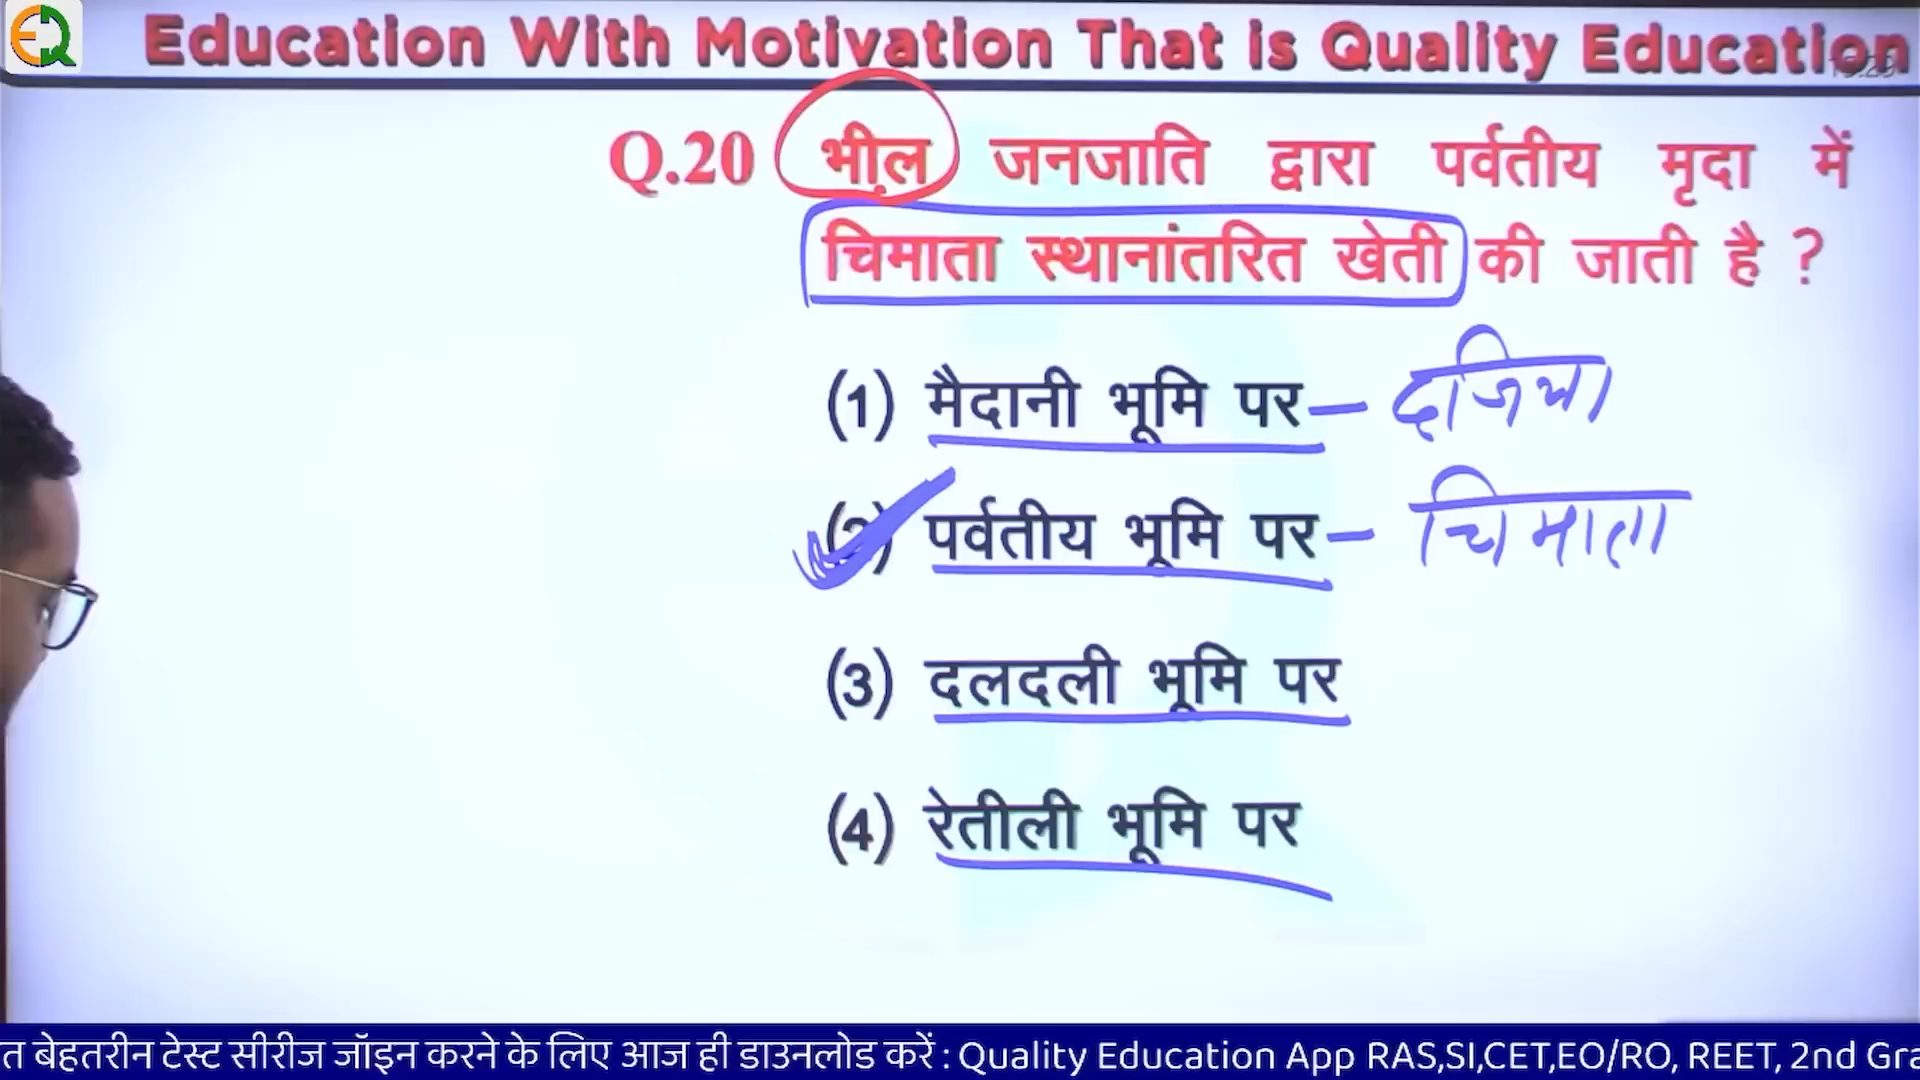 Education With Motivation That is Quality Education
Q.20 भील जनजाति द्वारा पर्वतीय मृदा में
चिमाता स्थानांतरित खेती की जाती है ?
(1) मैदानी भूमि पर – दजिया
(2) पर्वतीय भूमि पर – चिमाता
(3) दलदली भूमि पर
(4) रेतीली भूमि पर
त बेहतरीन टेस्ट सीरीज जॉइन करने के लिए आज ही डाउनलोड करें : Quality Education App RAS,SI,CET,EO/RO, REET, 2nd Gra